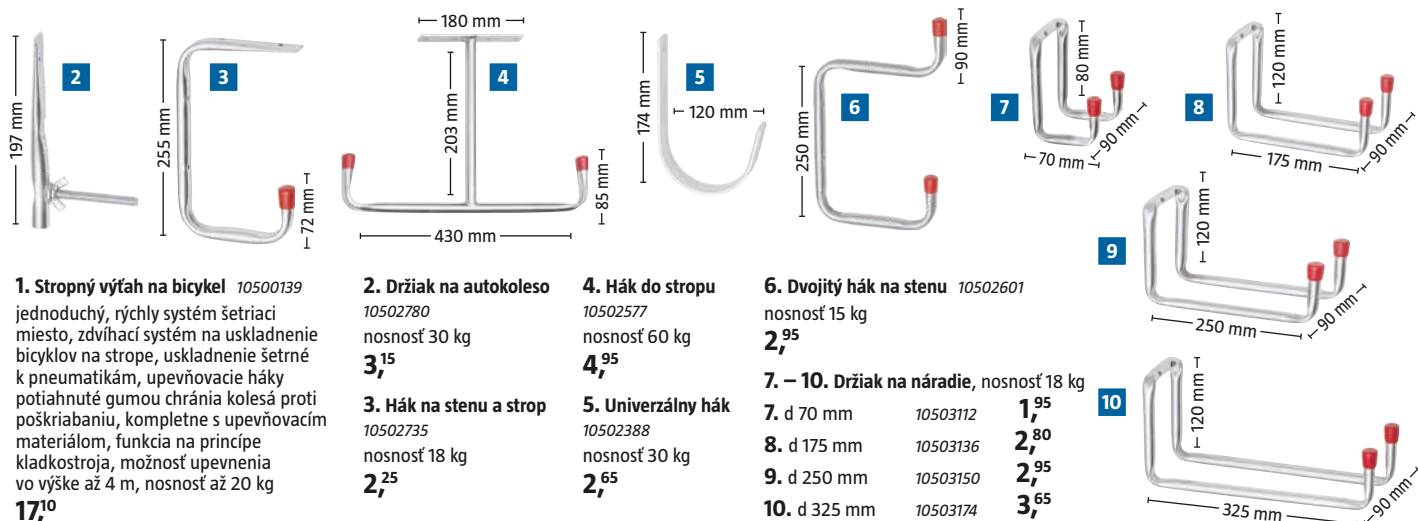 2
197 mm
3
255 mm
72 mm
180 mm
4
203 mm
430 mm
85 mm
5
174 mm
120 mm
6
90 mm
250 mm
7
80 mm
70 mm
90 mm
8
120 mm
175 mm
90 mm
9
120 mm
250 mm
90 mm
10
120 mm
325 mm
90 mm
1. Stropný výťah na bicykel 10500139
jednoduchý, rýchly systém šetriaci
miesto, zdvíhací systém na uskladnenie
bicyklov na strope, uskladnenie šetrné
k pneumatikám, upevňovacie háky
potiahnuté gumou chránia kolesá proti
poškriabaniu, kompletne s upevňovacím
materiálom, funkcia na princípe
kladkostroja, možnosť upevnenia
vo výške až 4 m, nosnosť až 20 kg
17,10
2. Držiak na autokoleso
10502780
nosnosť 30 kg
3,15
3. Hák na stenu a strop
10502735
nosnosť 18 kg
2,25
4. Hák do stropu
10502577
nosnosť 60 kg
4,95
5. Univerzálny hák
10502388
nosnosť 30 kg
2,65
6. Dvojitý hák na stenu 10502601
nosnosť 15 kg
2,95
7. – 10. Držiak na náradie, nosnosť 18 kg
7. d 70 mm 10503112 1,95
8. d 175 mm 10503136 2,80
9. d 250 mm 10503150 2,95
10. d 325 mm 10503174 3,65